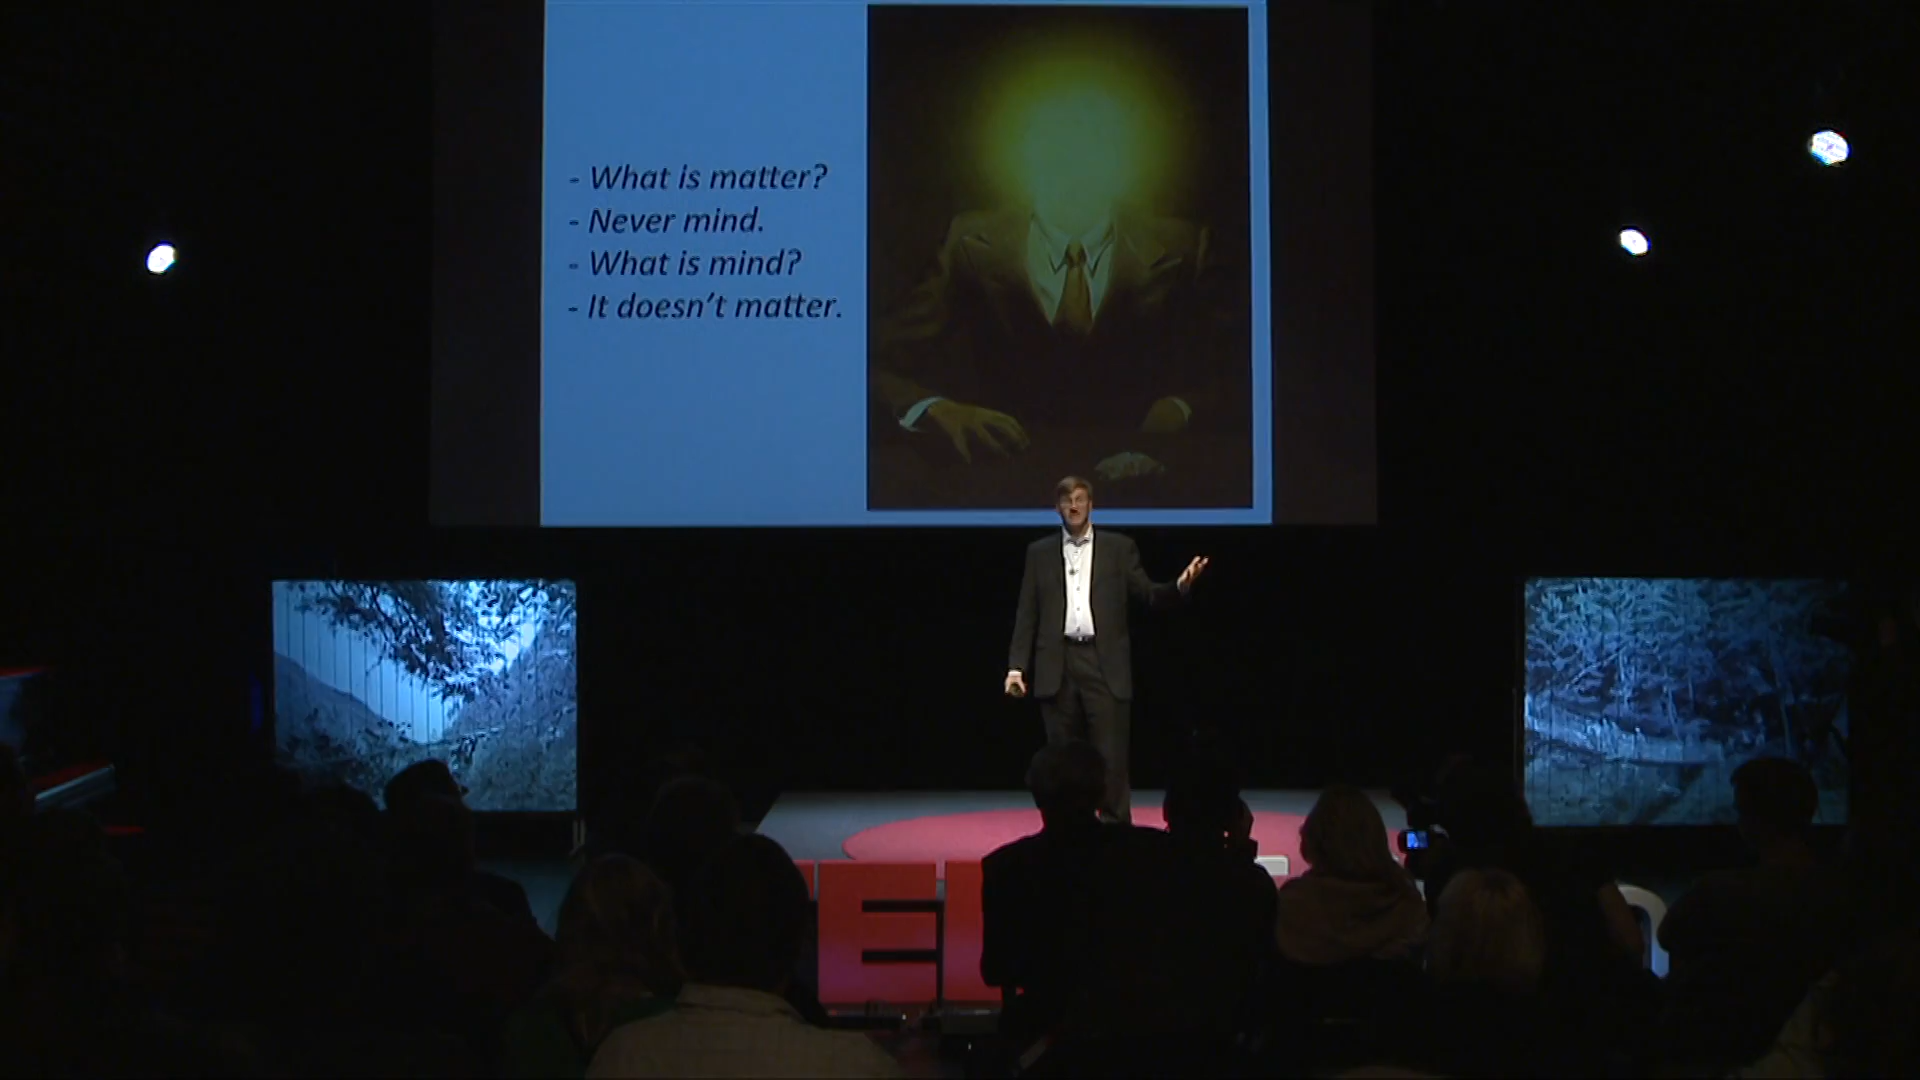 - What is matter?
- Never mind.
- What is mind?
- It doesn't matter.
E